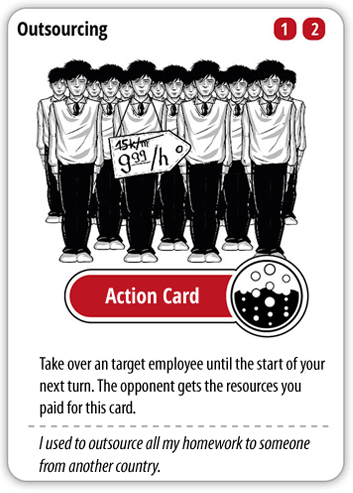 Outsourcing 1 2
15k/m
9.99/h
Action Card
Take over an target employee until the start of your
next turn. The opponent gets the resources you
paid for this card.
I used to outsource all my homework to someone
from another country.